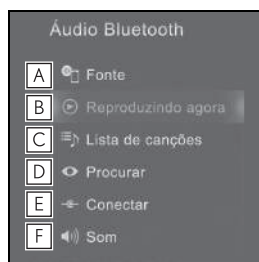 Áudio Bluetooth
A Fonte
B Reproduzindo agora
C Lista de canções
D Procurar
E Conectar
F Som